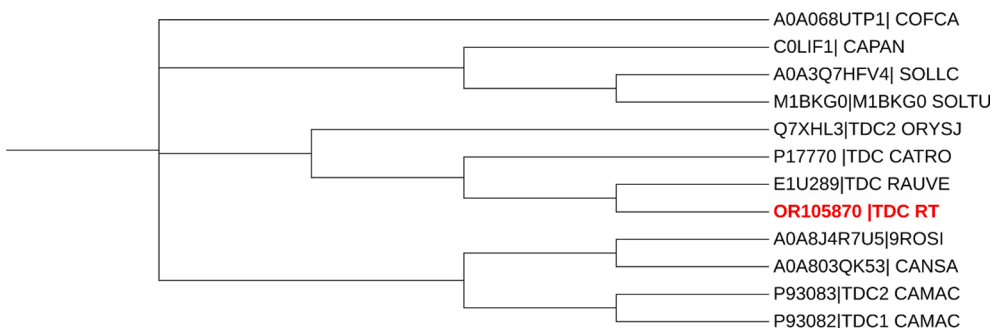 A0A068UTP1| COFCA
C0LIF1| CAPAN
A0A3Q7HFV4| SOLLC
M1BKG0|M1BKG0 SOLTU
Q7XHL3|TDC2 ORYSJ
P17770 |TDC CATRO
E1U289|TDC RAUVE
OR105870 |TDC RT
A0A8J4R7U5|9ROSI
A0A803QK53| CANSA
P93083|TDC2 CAMAC
P93082|TDC1 CAMAC